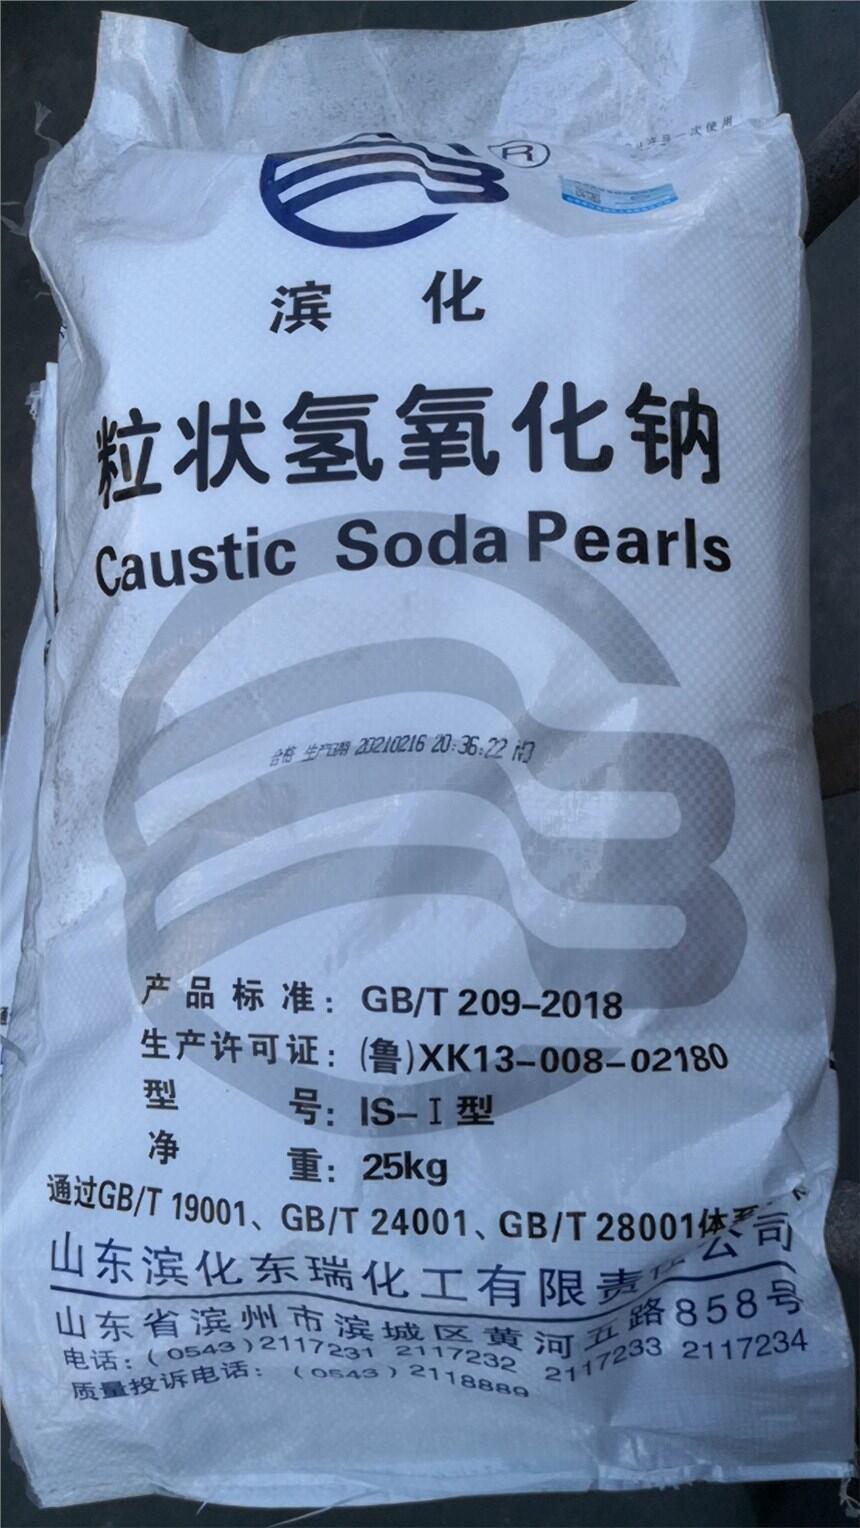 一次使用
®
滨 化
粒状氢氧化钠
Caustic Soda Pearls
合格 生产日期 20210216 20:36:22
产品标准：GB/T 209-2018
生产许可证：(鲁)XK13-008-02180
型 号：IS-Ⅰ型
净 重：25kg
通过GB/T 19001、GB/T 24001、GB/T 28001体系
山东滨化东瑞化工有限责任公司
山东省滨州市滨城区黄河五路858号
电话：(0543)2117231 2117232 2117233 2117234
质量投诉电话：(0543)2118889